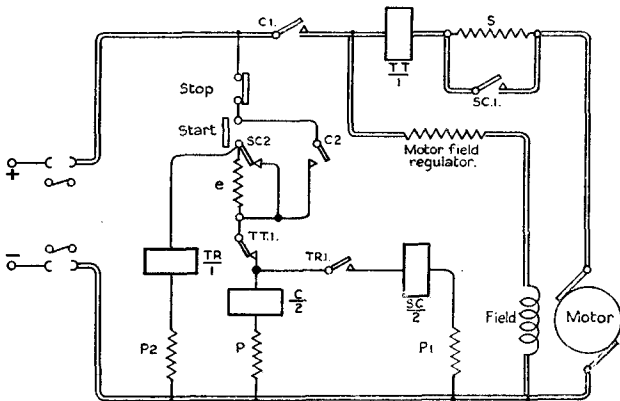 C1.
S
TT
1
SC.1.
Stop
Start
SC2
C2
Motor field
regulator.
+
e
TT.1.
−
TR
1
TR1.
C
2
SC
2
Field
Motor
P2
P
P1